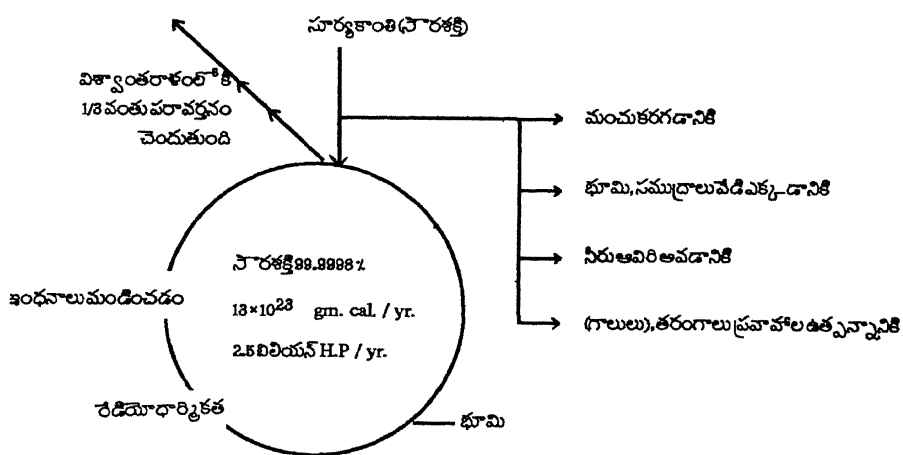 సూర్యకాంతి (సౌరశక్తి)
విశ్వాంతరాళంలోకి
1/3 వంతు పరావర్తనం
చెందుతుంది
మంచు కరగడానికి
భూమి, సముద్రాలు వేడి ఎక్కడానికి
నీరు ఆవిరి అవడానికి
(గాలులు), తరంగాలు ప్రవాహాల ఉత్పన్నానికి
సౌరశక్తి 99.9998 %
13×10²³ gm. cal. / yr.
2.5 బిలియన్ H.P / yr.
ఇంధనాలు మండించడం
రేడియోధార్మికత
భూమి